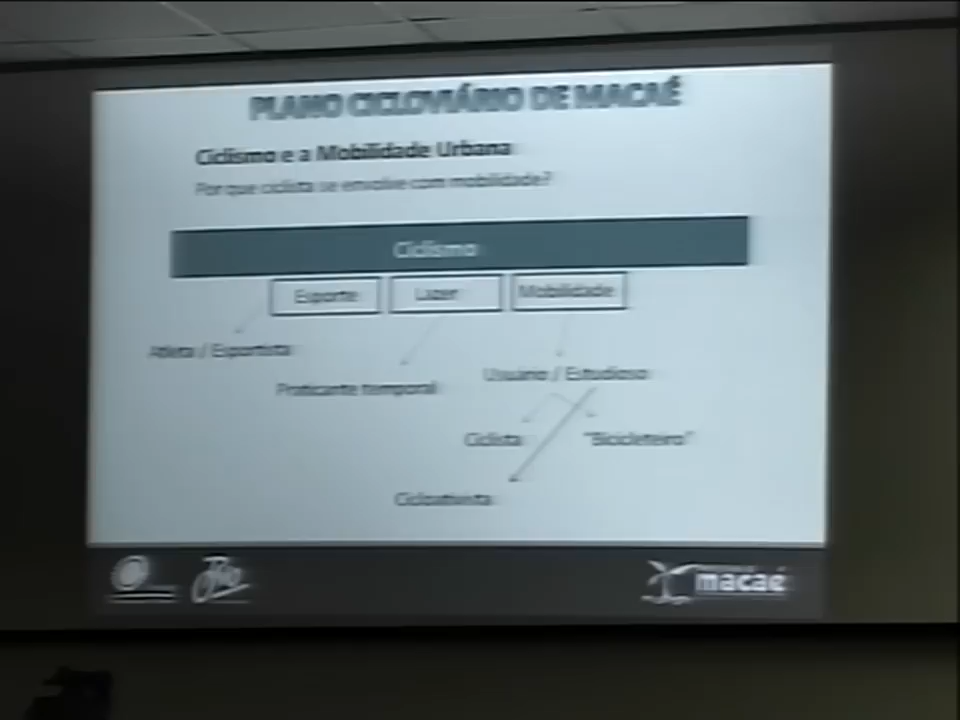 PLANO CICLOVIÁRIO DE MACAÉ
Ciclismo e a Mobilidade Urbana
Por que ciclista se envolve com mobilidade?
Ciclismo
Esporte Lazer Mobilidade
Atleta / Esportista
Praticante temporal
Usuário / Estudioso
Ciclista "Bicicleteiro"
Cicloativista
macaé